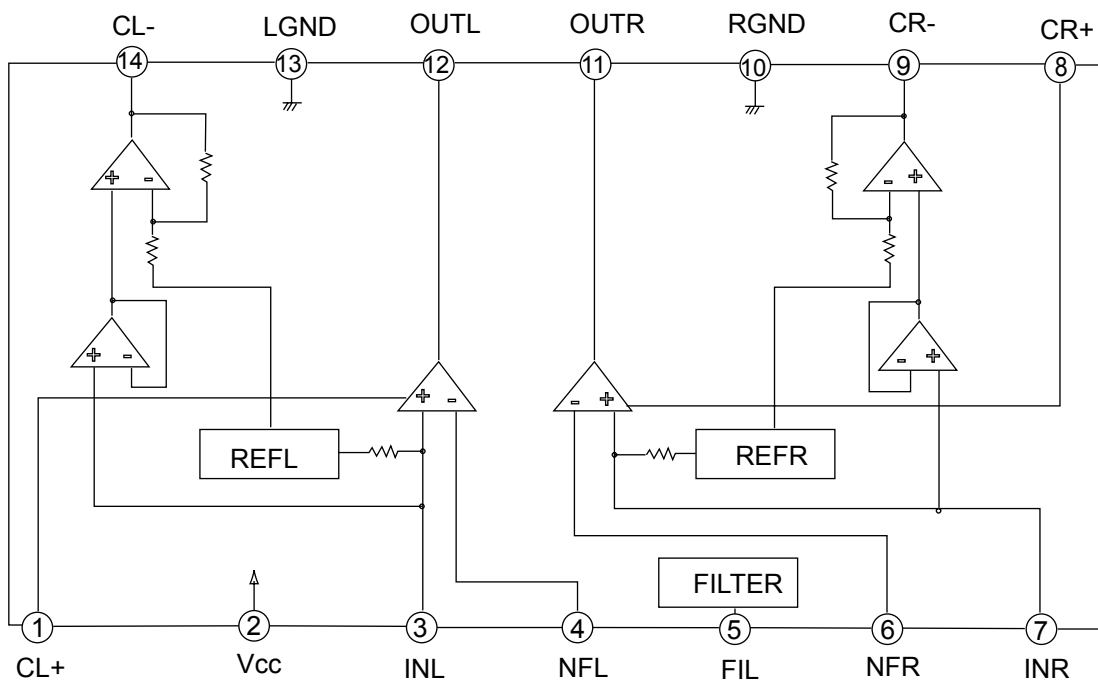 CL- LGND OUTL OUTR RGND CR- CR+
14 13 12 11 10 9 8
+ - - +
+ - - +
+ - - +
REFL REFR
FILTER
1 2 3 4 5 6 7
CL+ Vcc INL NFL FIL NFR INR